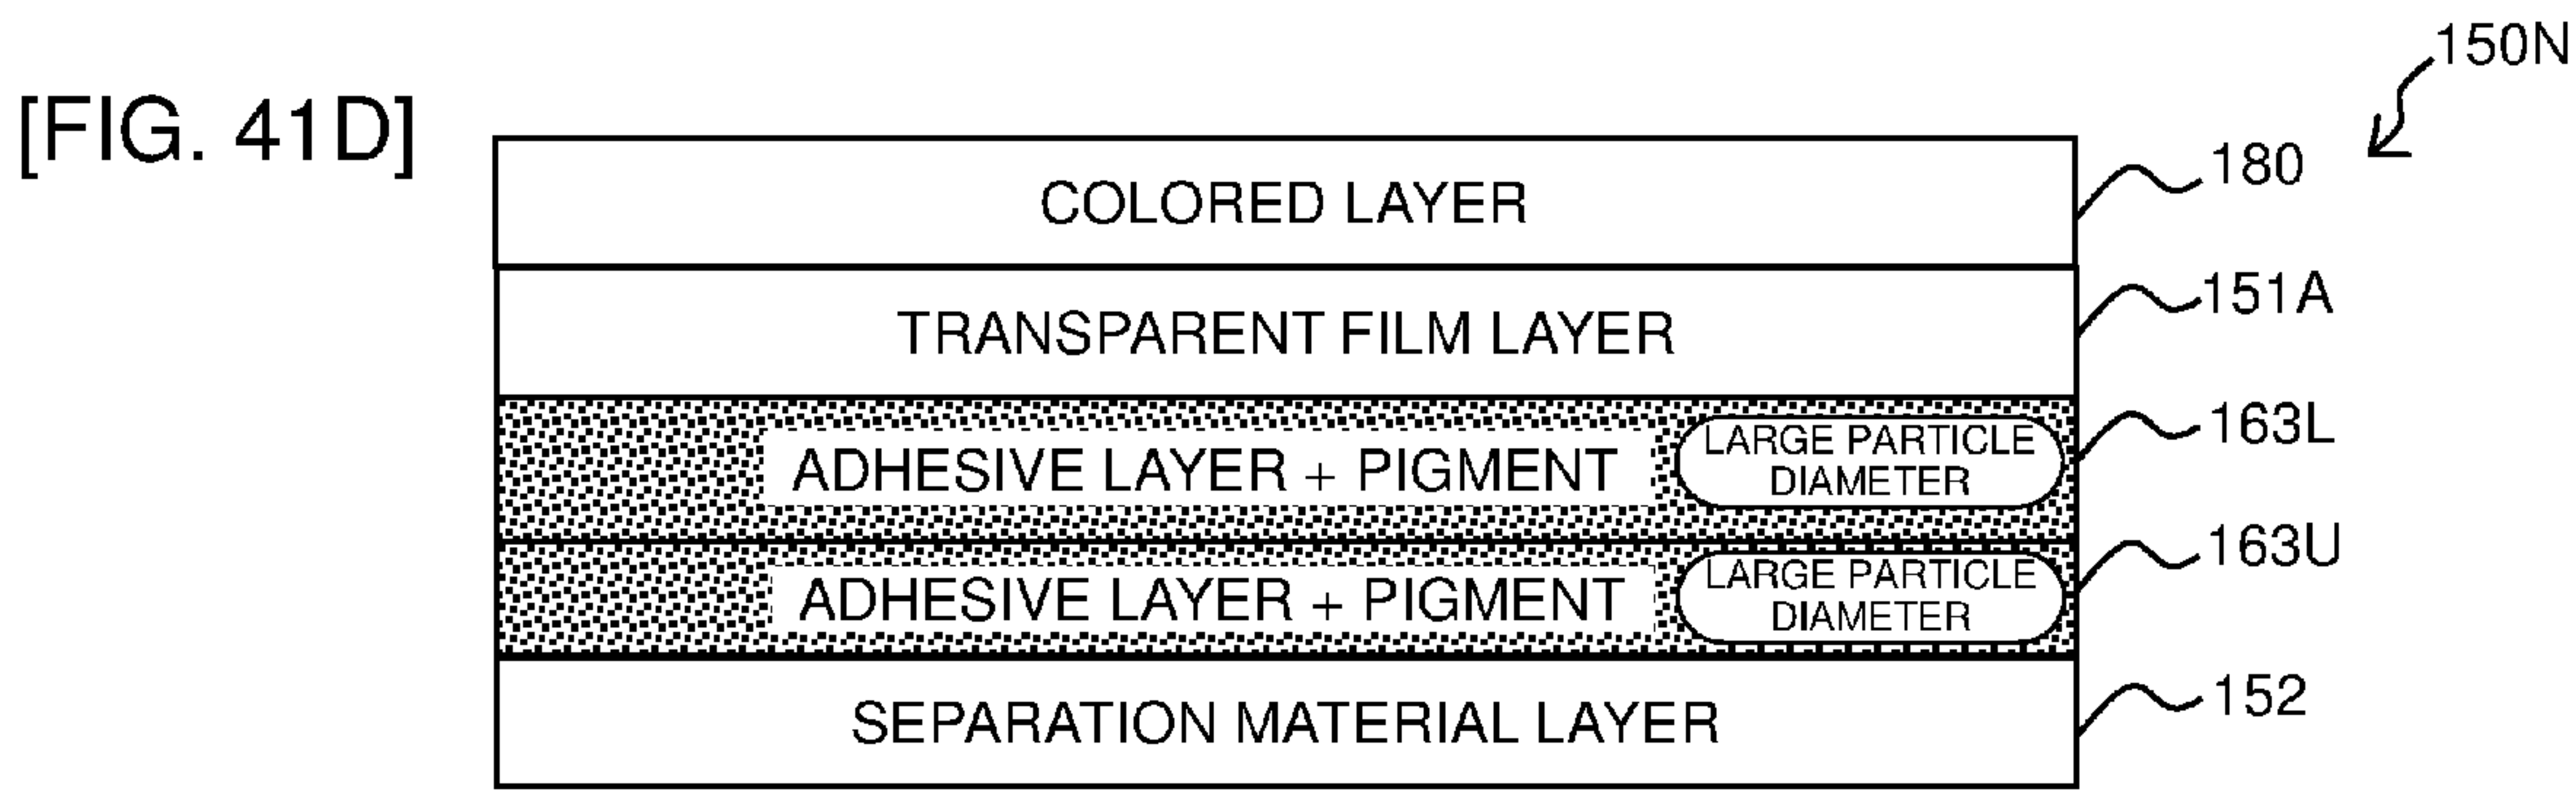 150N
[FIG. 41D]
COLORED LAYER
180
TRANSPARENT FILM LAYER
151A
ADHESIVE LAYER + PIGMENT
LARGE PARTICLE
DIAMETER
163L
ADHESIVE LAYER + PIGMENT
LARGE PARTICLE
DIAMETER
163U
SEPARATION MATERIAL LAYER
152